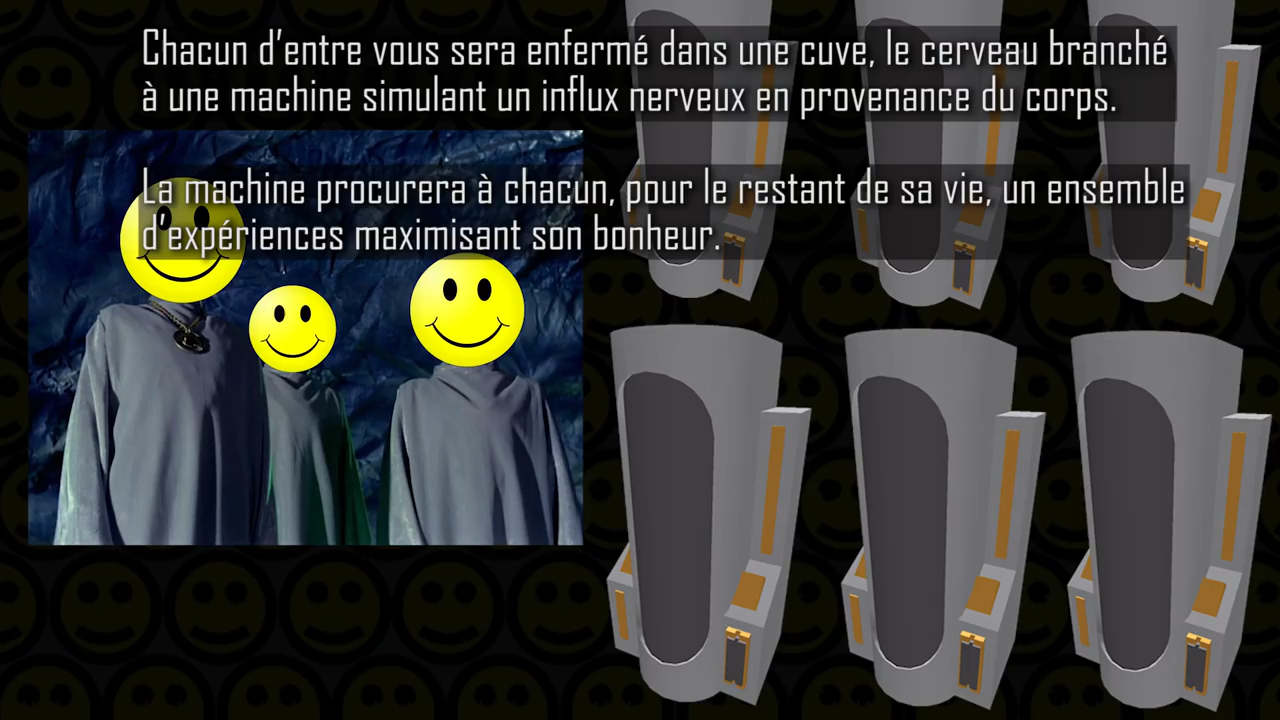 Chacun d'entre vous sera enfermé dans une cuve, le cerveau branché
à une machine simulant un influx nerveux en provenance du corps.
La machine procurera à chacun, pour le restant de sa vie, un ensemble
d'expériences maximisant son bonheur.